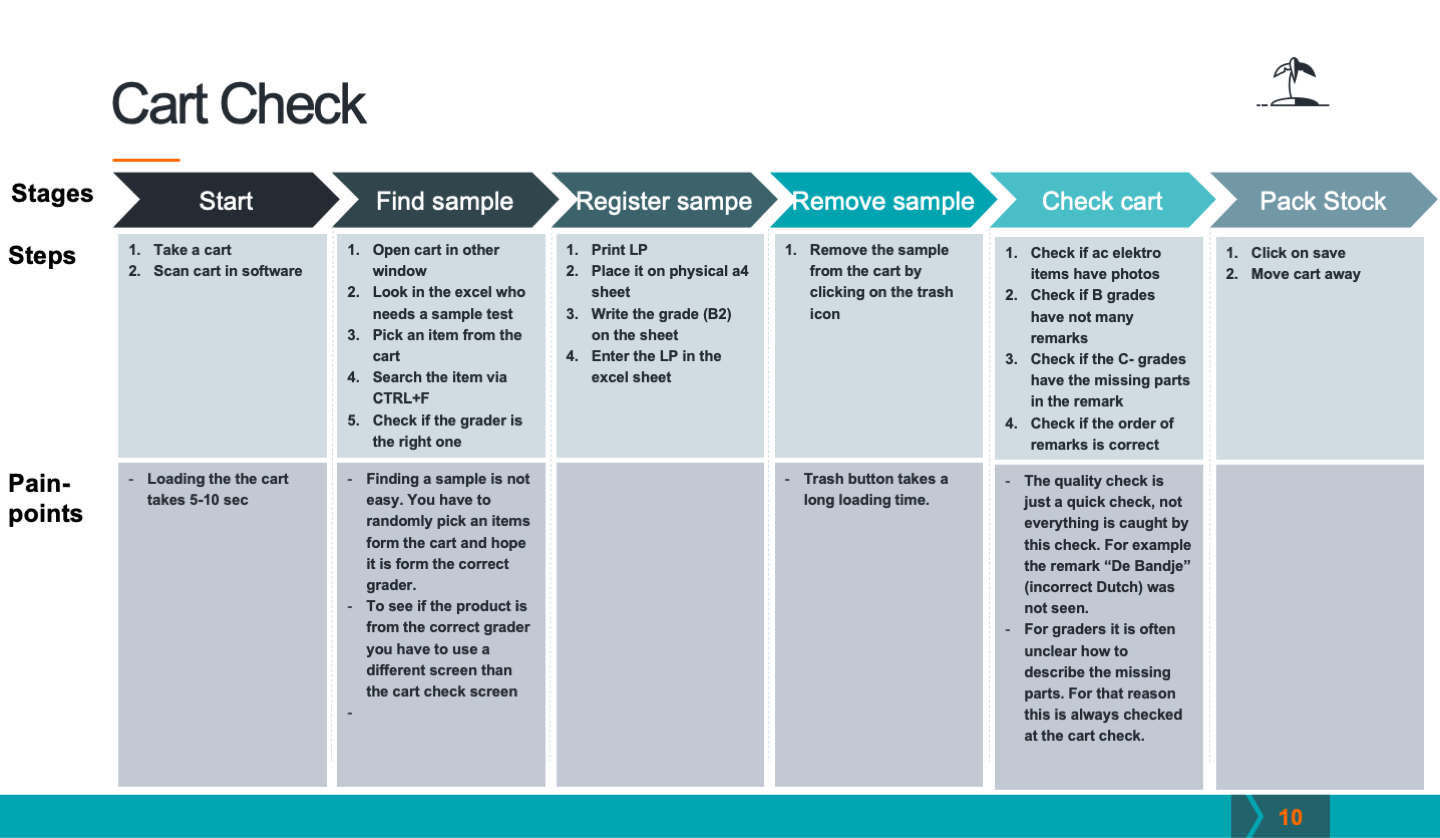 Cart Check
Stages
Start
Find sample
Register sampe
Remove sample
Check cart
Pack Stock
Steps
1. Take a cart
2. Scan cart in software
1. Open cart in other
window
2. Look in the excel who
needs a sample test
3. Pick an item from the
cart
4. Search the item via
CTRL+F
5. Check if the grader is
the right one
1. Print LP
2. Place it on physical a4
sheet
3. Write the grade (B2)
on the sheet
4. Enter the LP in the
excel sheet
1. Remove the sample
from the cart by
clicking on the trash
icon
1. Check if ac elektro
items have photos
2. Check if B grades
have not many
remarks
3. Check if the C- grades
have the missing parts
in the remark
4. Check if the order of
remarks is correct
1. Click on save
2. Move cart away
Pain-
points
- Loading the the cart
takes 5-10 sec
- Finding a sample is not
easy. You have to
randomly pick an items
form the cart and hope
it is form the correct
grader.
- To see if the product is
from the correct grader
you have to use a
different screen than
the cart check screen
-
- Trash button takes a
long loading time.
- The quality check is
just a quick check, not
everything is caught by
this check. For example
the remark “De Bandje”
(incorrect Dutch) was
not seen.
- For graders it is often
unclear how to
describe the missing
parts. For that reason
this is always checked
at the cart check.
10